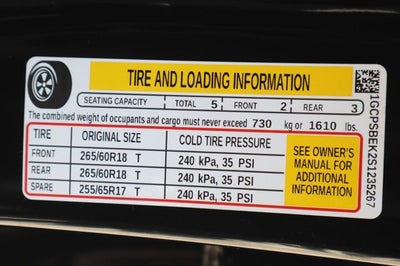 TIRE AND LOADING INFORMATION
SEATING CAPACITY TOTAL 5 FRONT 2 REAR 3
The combined weight of occupants and cargo must never exceed 730 kg or 1610 lbs.
TIRE ORIGINAL SIZE COLD TIRE PRESSURE
FRONT 265/60R18 T 240 kPa, 35 PSI
REAR 265/60R18 T 240 kPa, 35 PSI
SPARE 255/65R17 T 240 kPa, 35 PSI
SEE OWNER'S
MANUAL FOR
ADDITIONAL
INFORMATION
1GCPSBEK2S1235267